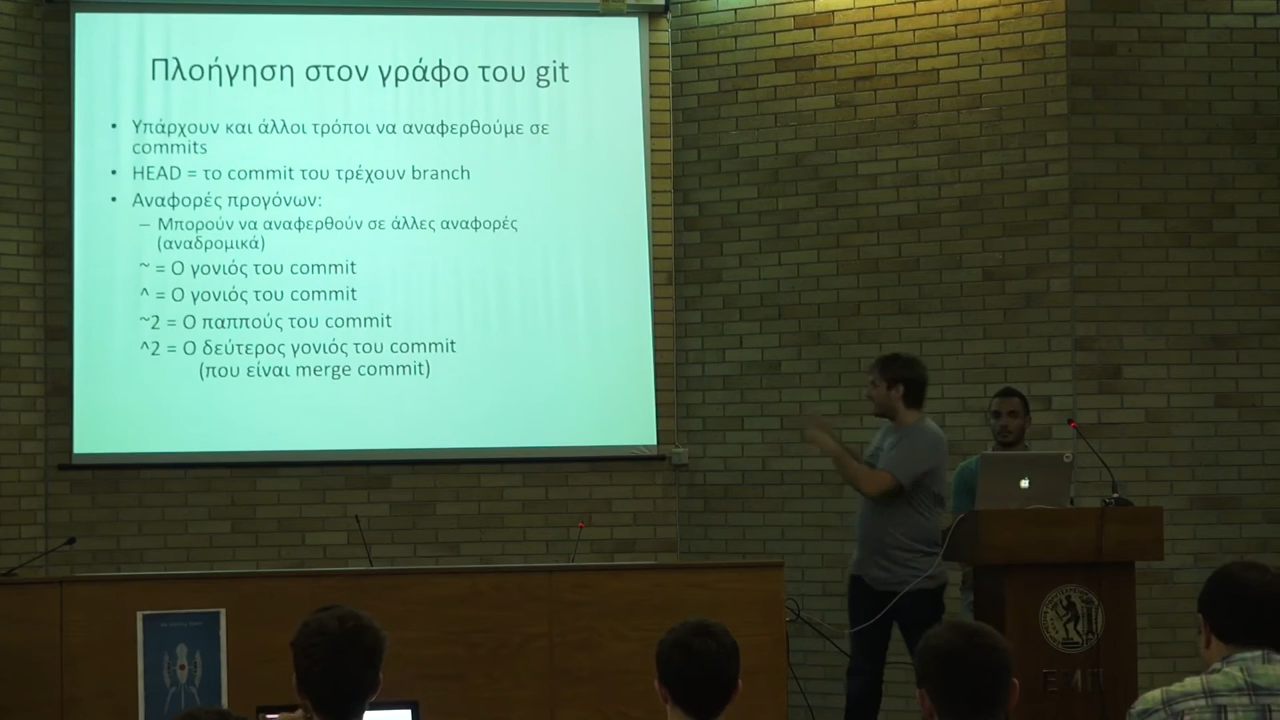 Πλοήγηση στον γράφο του git
• Υπάρχουν και άλλοι τρόποι να αναφερθούμε σε
commits
• HEAD = το commit του τρέχουν branch
• Αναφορές προγόνων:
– Μπορούν να αναφερθούν σε άλλες αναφορές
(αναδρομικά)
~ = Ο γονιός του commit
^ = Ο γονιός του commit
~2 = Ο παππούς του commit
^2 = Ο δεύτερος γονιός του commit
(που είναι merge commit)
ΕΜΠ